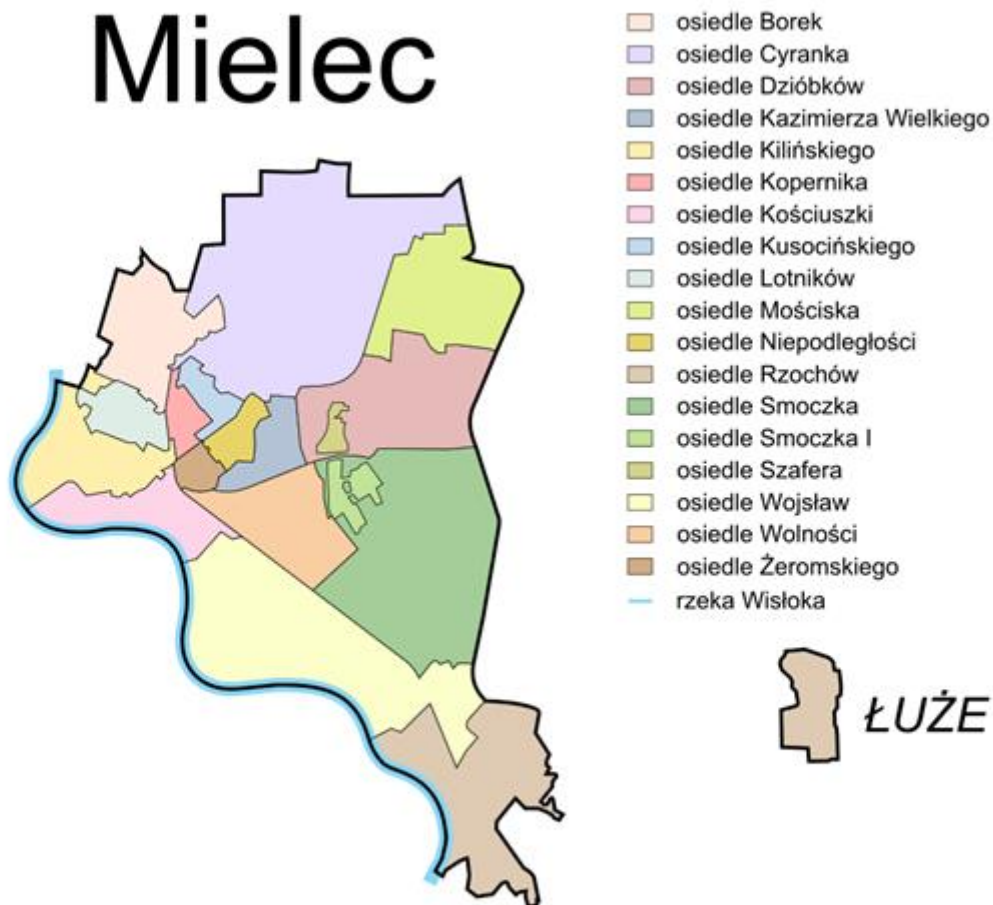 Mielec
osiedle Borek
osiedle Cyranka
osiedle Dzióbków
osiedle Kazimierza Wielkiego
osiedle Kilińskiego
osiedle Kopernika
osiedle Kościuszki
osiedle Kusocińskiego
osiedle Lotników
osiedle Mościska
osiedle Niepodległości
osiedle Rzochów
osiedle Smoczka
osiedle Smoczka I
osiedle Szafera
osiedle Wojsław
osiedle Wolności
osiedle Żeromskiego
rzeka Wisłoka
ŁUŻE